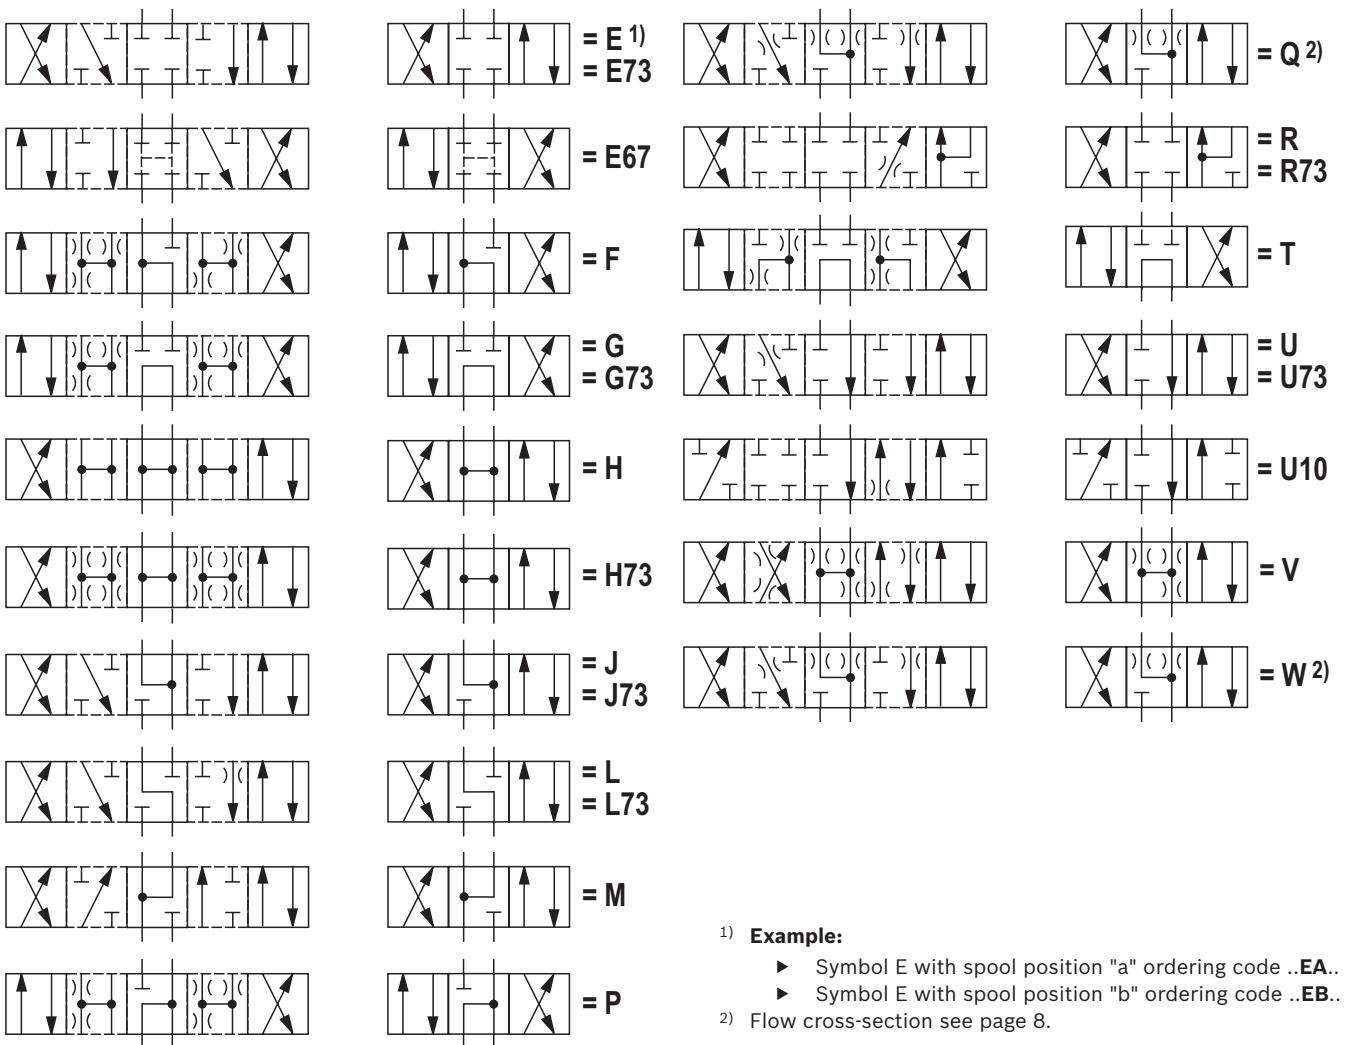 = E 1)
= E73
= E67
= F
= G
= G73
= H
= H73
= J
= J73
= L
= L73
= M
= P
= Q 2)
= R
= R73
= T
= U
= U73
= U10
= V
= W 2)
1) Example:
▶ Symbol E with spool position "a" ordering code ..EA..
▶ Symbol E with spool position "b" ordering code ..EB..
2) Flow cross-section see page 8.